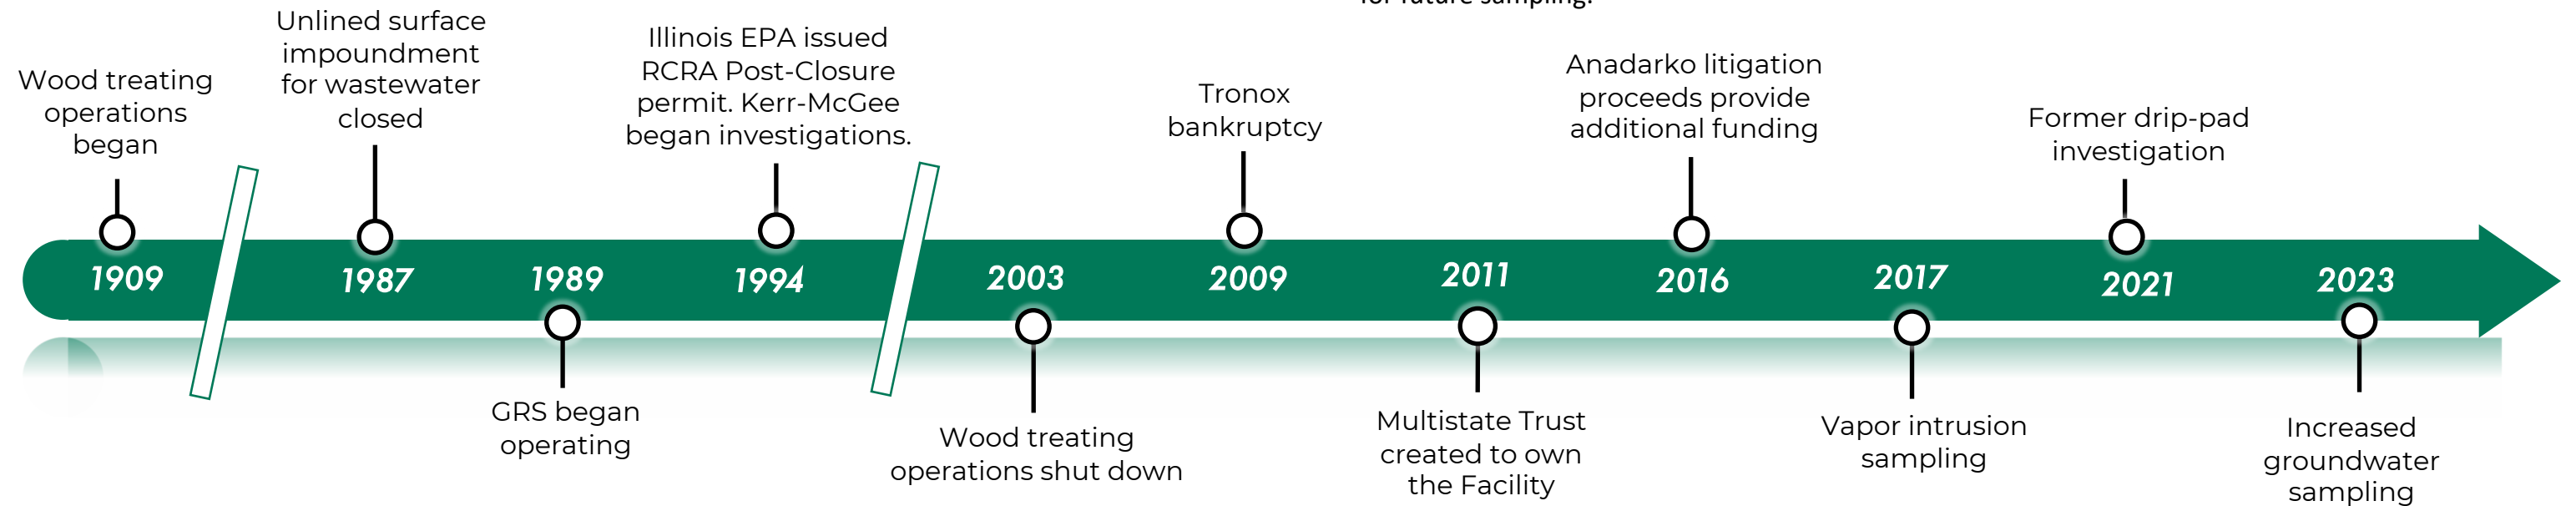 for future sampling.
Unlined surface
impoundment
for wastewater
closed
Illinois EPA issued
RCRA Post-Closure
permit. Kerr-McGee
began investigations.
Wood treating
operations
began
Tronox
bankruptcy
Anadarko litigation
proceeds provide
additional funding
Former drip-pad
investigation
1909
1987
1989
1994
2003
2009
2011
2016
2017
2021
2023
GRS began
operating
Wood treating
operations shut down
Multistate Trust
created to own
the Facility
Vapor intrusion
sampling
Increased
groundwater
sampling